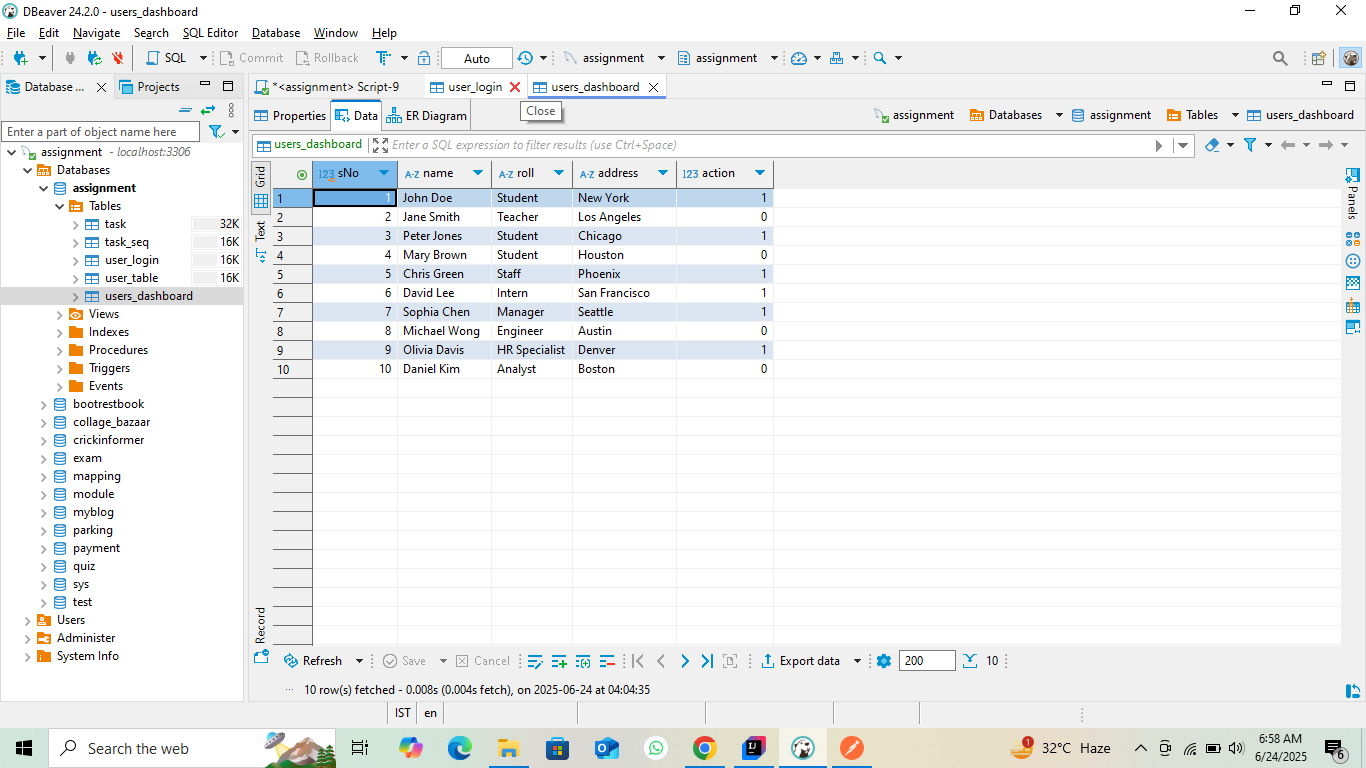 DBeaver 24.2.0 - users_dashboard
File Edit Navigate Search SQL Editor Database Window Help
SQL Commit Rollback T Auto assignment assignment
Database ... Projects
*<assignment> Script-9 user_login users_dashboard
Close
Properties Data ER Diagram assignment Databases assignment Tables users_dashboard
Enter a part of object name here
users_dashboard Enter a SQL expression to filter results (use Ctrl+Space)
assignment - localhost:3306
Databases
assignment
Tables
task 32K
task_seq 16K
user_login 16K
user_table 16K
users_dashboard
Views
Indexes
Procedures
Triggers
Events
bootrestbook
collage_bazaar
crickinformer
exam
mapping
module
myblog
parking
payment
quiz
sys
test
Users
Administer
System Info
Grid
Text
Record
123 sNo A-Z name A-Z roll A-Z address 123 action
1 1 John Doe Student New York 1
2 2 Jane Smith Teacher Los Angeles 0
3 3 Peter Jones Student Chicago 1
4 4 Mary Brown Student Houston 0
5 5 Chris Green Staff Phoenix 1
6 6 David Lee Intern San Francisco 1
7 7 Sophia Chen Manager Seattle 1
8 8 Michael Wong Engineer Austin 0
9 9 Olivia Davis HR Specialist Denver 1
10 10 Daniel Kim Analyst Boston 0
Panels
Refresh Save Cancel Export data 200 10
10 row(s) fetched - 0.008s (0.004s fetch), on 2025-06-24 at 04:04:35
IST en
Search the web 1 32°C Haze 6:58 AM
6/24/2025 6